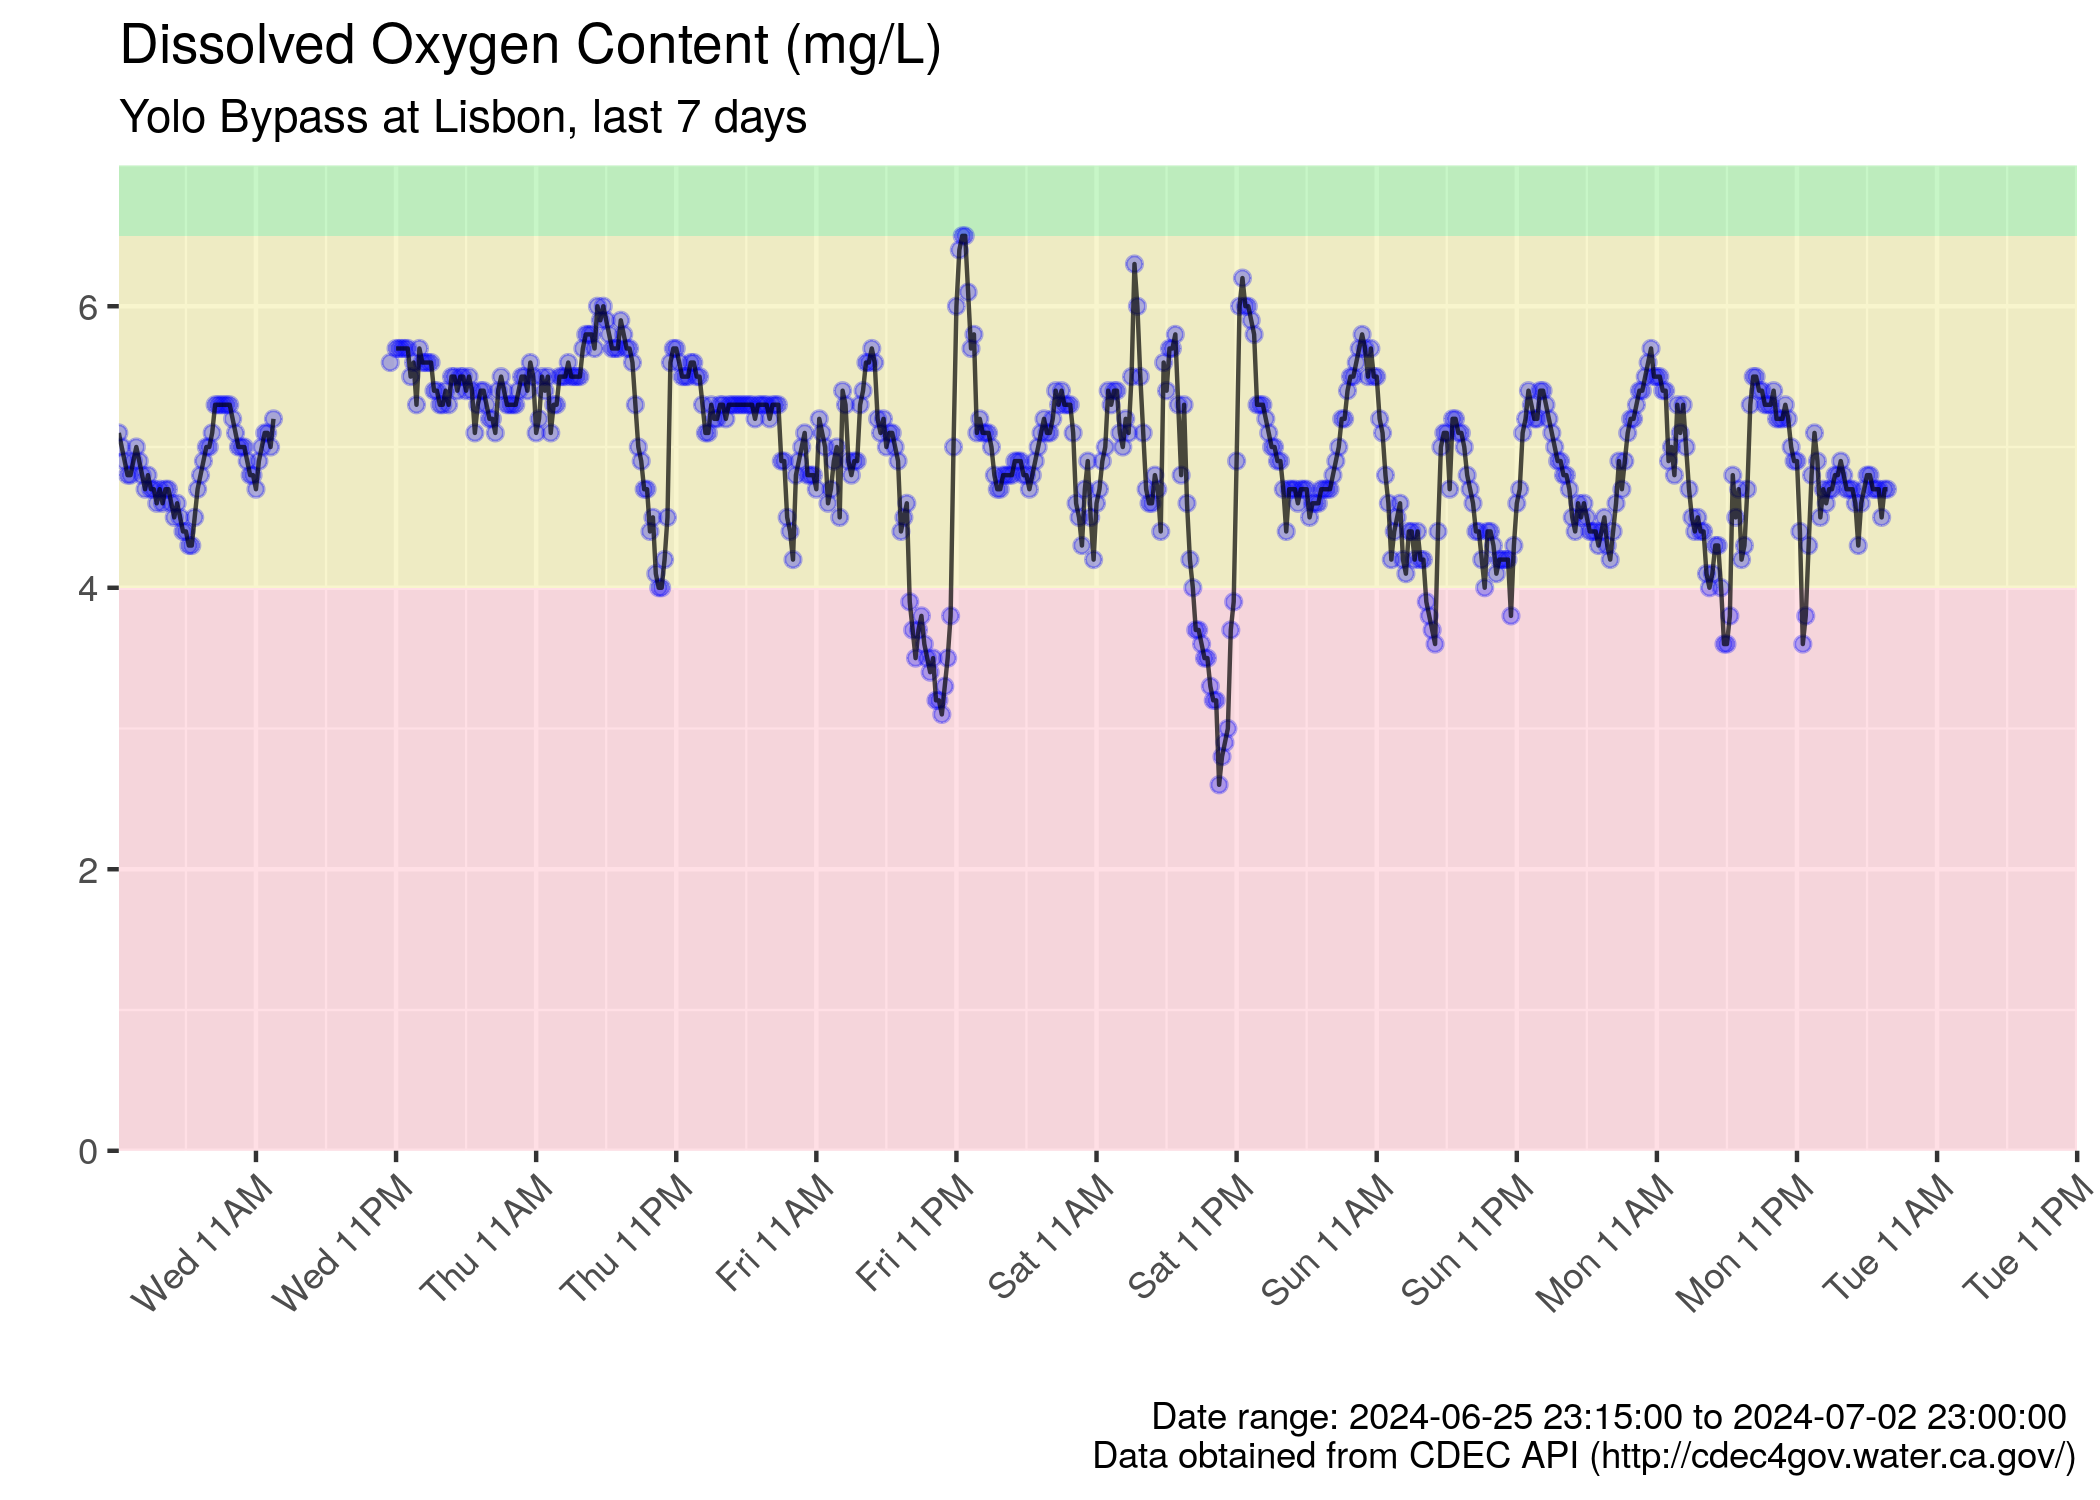 Dissolved Oxygen Content (mg/L)
Yolo Bypass at Lisbon, last 7 days
6
4
2
0
Wed 11AM
Wed 11PM
Thu 11AM
Thu 11PM
Fri 11AM
Fri 11PM
Sat 11AM
Sat 11PM
Sun 11AM
Sun 11PM
Mon 11AM
Mon 11PM
Tue 11AM
Tue 11PM
Date range: 2024-06-25 23:15:00 to 2024-07-02 23:00:00
Data obtained from CDEC API (http://cdec4gov.water.ca.gov/)